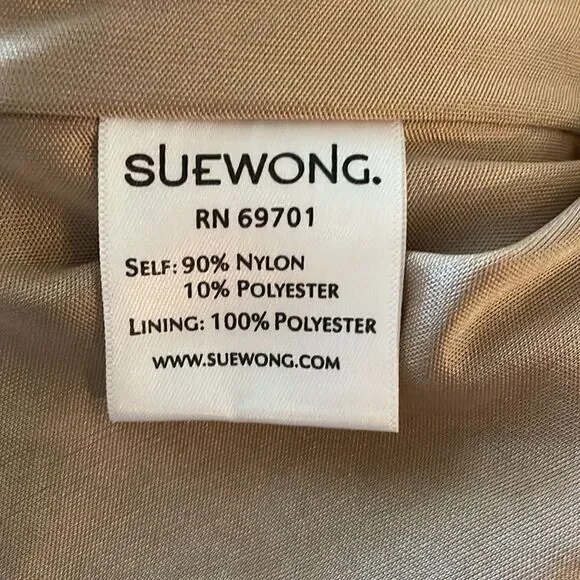 SUEWONG.
RN 69701
SELF: 90% NYLON
10% POLYESTER
LINING: 100% POLYESTER
WWW.SUEWONG.COM